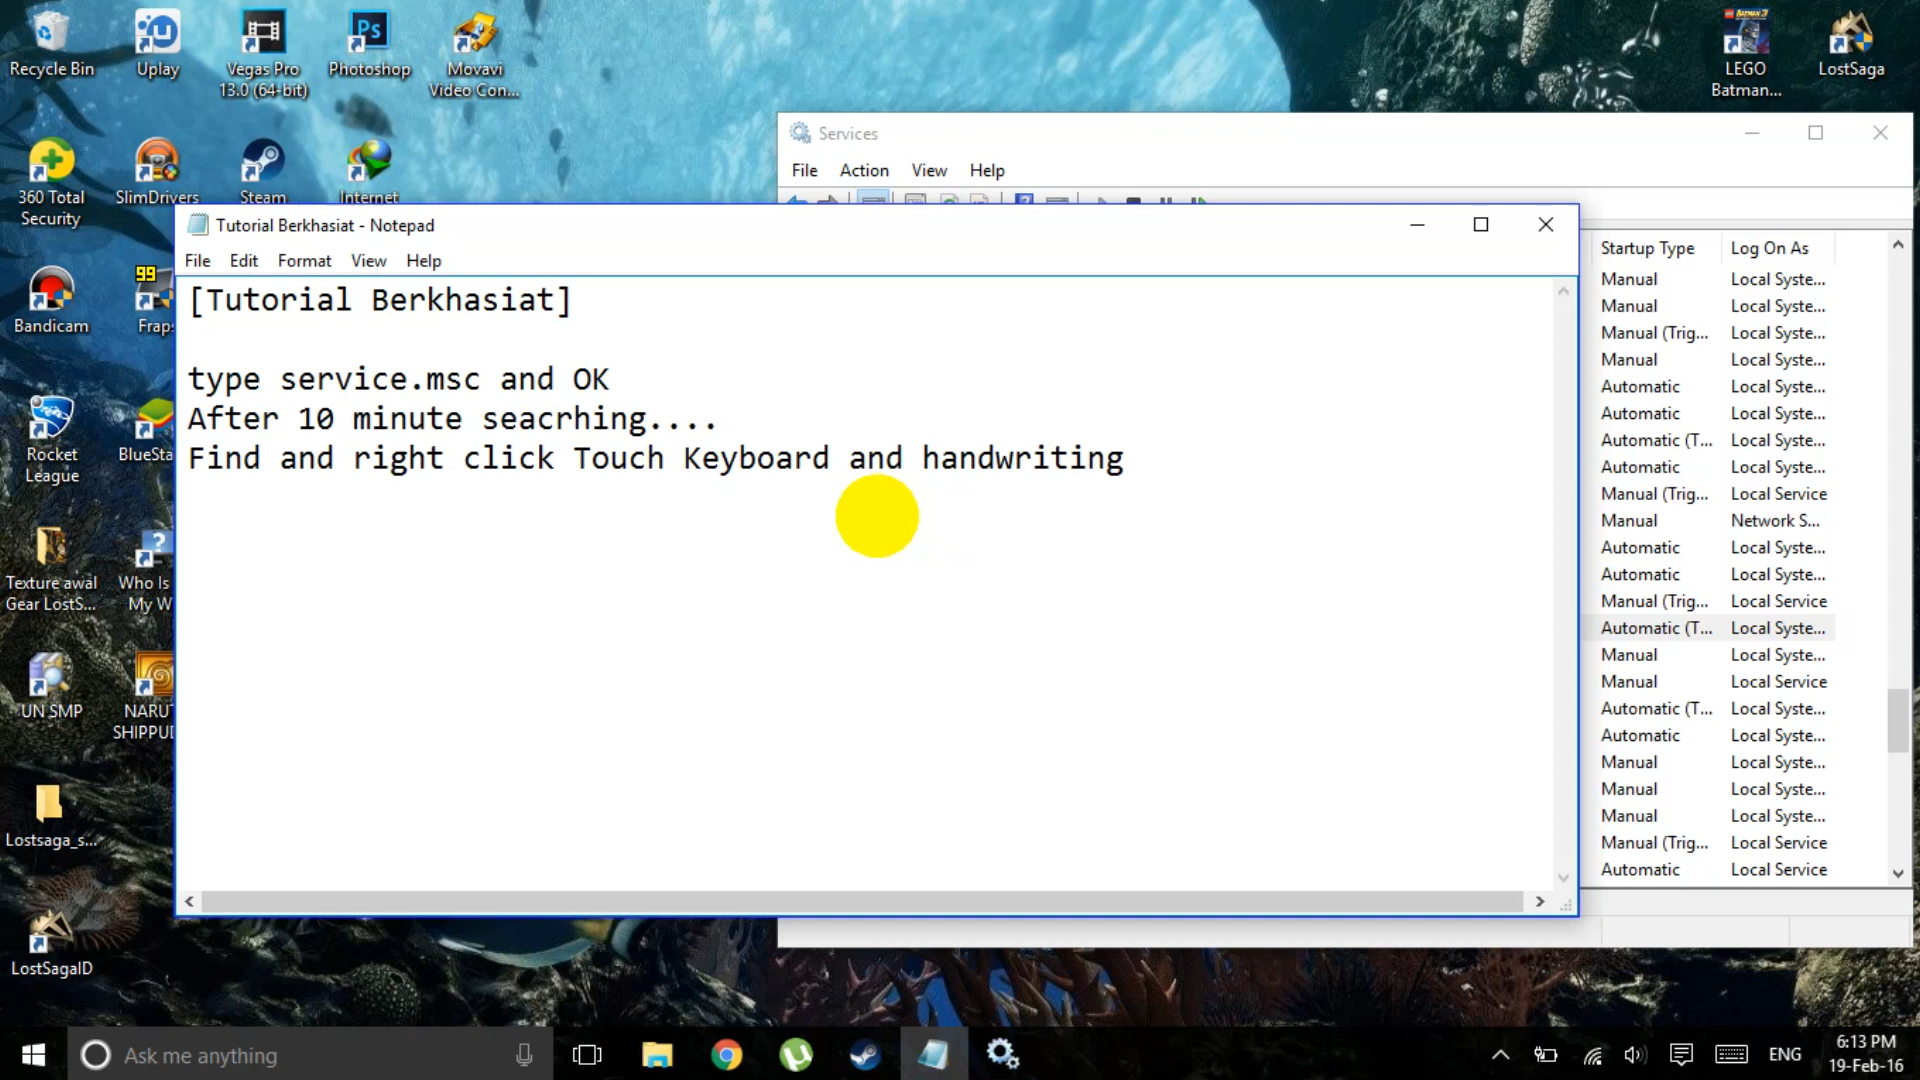 Recycle Bin
Uplay
Vegas Pro
13.0 (64-bit)
Ps
Photoshop
Movavi
Video Con...
LEGO
Batman...
LostSaga
360 Total
Security
SlimDrivers
Steam
Internet
Services
File Action View Help
Tutorial Berkhasiat - Notepad
File Edit Format View Help
[Tutorial Berkhasiat]
type service.msc and OK
After 10 minute seacrhing....
Find and right click Touch Keyboard and handwriting
Startup Type Log On As
Manual Local Syste...
Manual Local Syste...
Manual (Trig... Local Syste...
Manual Local Syste...
Automatic Local Syste...
Automatic Local Syste...
Automatic (T... Local Syste...
Automatic Local Syste...
Manual (Trig... Local Service
Manual Network S...
Automatic Local Syste...
Automatic Local Syste...
Manual (Trig... Local Service
Automatic (T... Local Syste...
Manual Local Syste...
Manual Local Service
Automatic (T... Local Syste...
Automatic Local Syste...
Manual Local Syste...
Manual Local Syste...
Manual Local Syste...
Manual (Trig... Local Service
Automatic Local Service
Bandicam
99
Fraps
Rocket
League
BlueSta
Texture awal
Gear LostS...
Who Is
My W
UN SMP
NARUT
SHIPPUD
Lostsaga_s...
LostSagaID
Ask me anything
ENG
6:13 PM
19-Feb-16